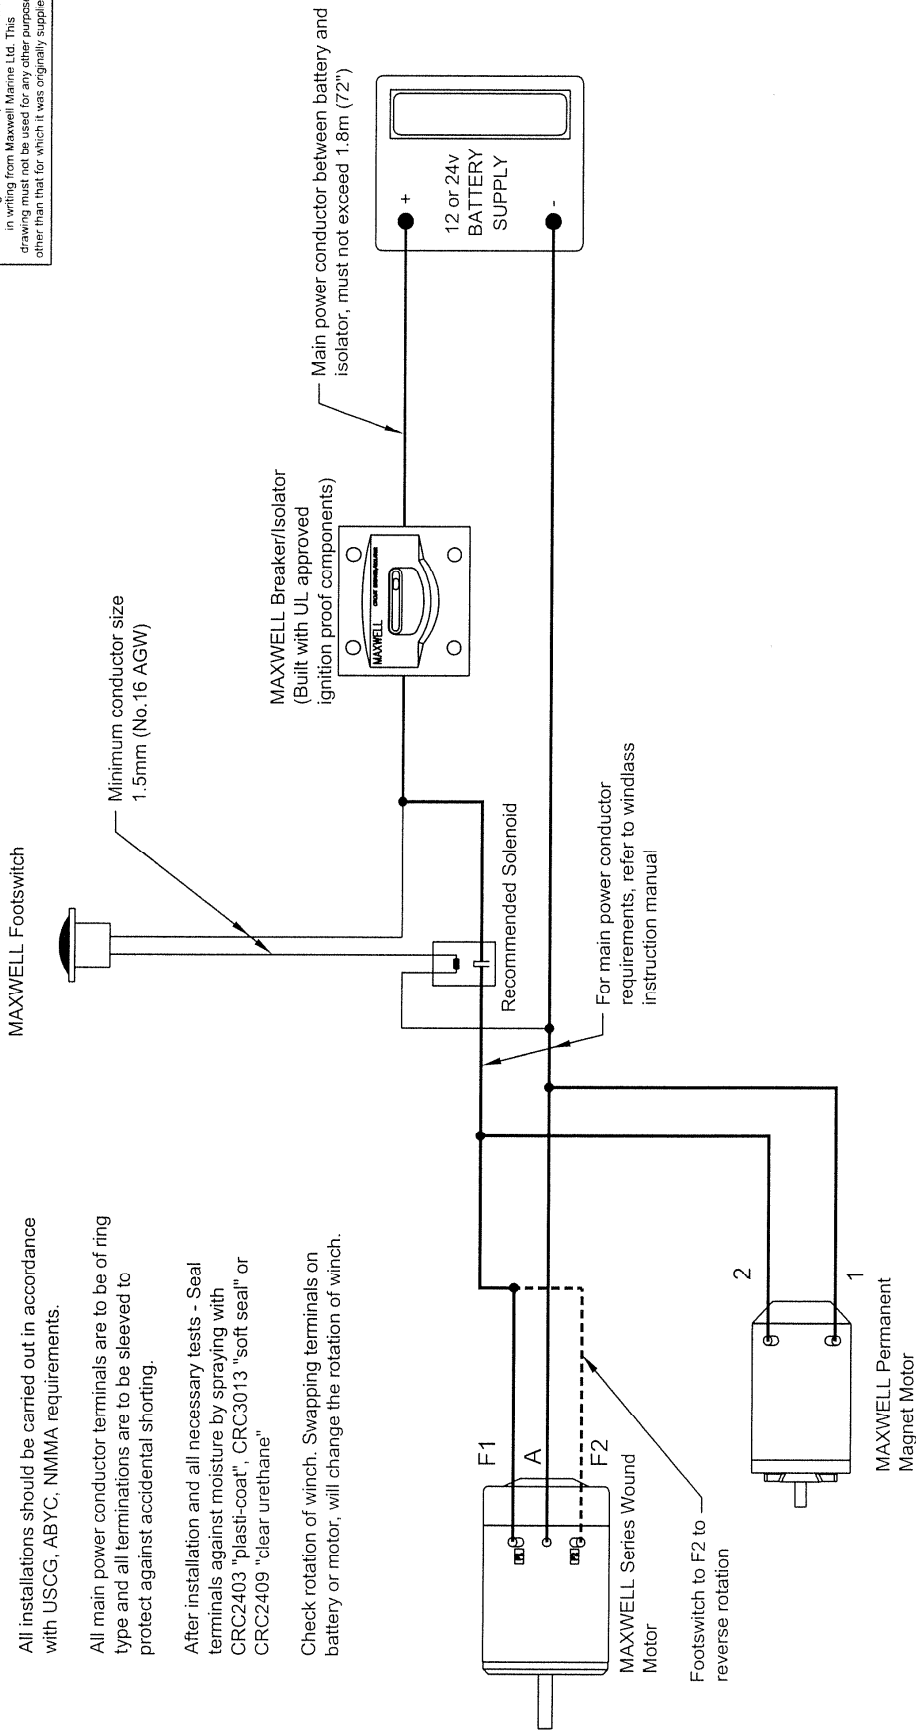 in writing from Maxwell Marine Ltd. This
drawing must not be used for any other purpose
other than that for which it was originally supplie
All installations should be carried out in accordance
with USCG, ABYC, NMMA requirements.
All main power conductor terminals are to be of ring
type and all terminations are to be sleeved to
protect against accidental shorting.
After installation and all necessary tests - Seal
terminals against moisture by spraying with
CRC2403 "plasti-coat", CRC3013 "soft seal" or
CRC2409 "clear urethane"
Check rotation of winch. Swapping terminals on
battery or motor, will change the rotation of winch.
MAXWELL Footswitch
Minimum conductor size
1.5mm (No.16 AGW)
MAXWELL Breaker/Isolator
(Built with UL approved
ignition proof components)
MAXWELL
Main power conductor between battery and
isolator, must not exceed 1.8m (72")
+
12 or 24v
BATTERY
SUPPLY
-
Recommended Solenoid
For main power conductor
requirements, refer to windlass
instruction manual
F1
A
F2
MAXWELL Series Wound
Motor
Footswitch to F2 to
reverse rotation
2
1
MAXWELL Permanent
Magnet Motor